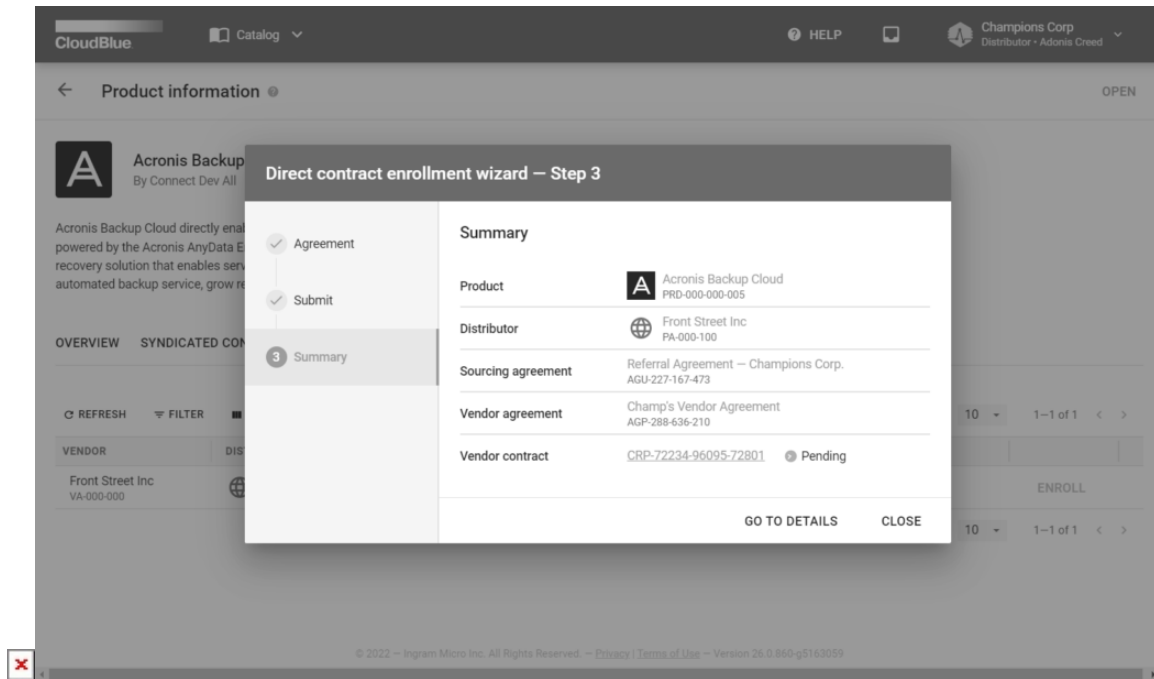 CloudBlue
Catalog
HELP
Champions Corp
Distributor • Adonis Creed
Product information
OPEN
Acronis Backup
By Connect Dev All
Acronis Backup Cloud directly enal
powered by the Acronis AnyData E
recovery solution that enables serv
automated backup service, grow re
OVERVIEW SYNDICATED CON
REFRESH FILTER
10 1–1 of 1 < >
VENDOR DIS
Front Street Inc
VA-000-000
ENROLL
10 1–1 of 1 < >
Direct contract enrollment wizard — Step 3
Agreement
Submit
3 Summary
Summary
Product
Acronis Backup Cloud
PRD-000-000-005
Distributor
Front Street Inc
PA-000-100
Sourcing agreement
Referral Agreement — Champions Corp.
AGU-227-167-473
Vendor agreement
Champ's Vendor Agreement
AGP-288-636-210
Vendor contract
CRP-72234-96095-72801 Pending
GO TO DETAILS CLOSE
© 2022 – Ingram Micro Inc. All Rights Reserved. – Privacy | Terms of Use – Version 26.0.860-g5163059